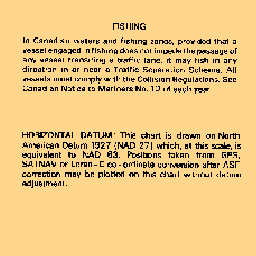 FISHING
In Canadian waters and fishing zones, provided that a
vessel engaged in fishing does not impede the passage of
any vessel transiting a traffic lane, it may fish in any
direction in or near a Traffic Separation Scheme. All
vessels must comply with the Collision Regulations. See
Canadian Notice to Mariners No. 10 of each year.
HORIZONTAL DATUM: This chart is drawn on North
American Datum 1927 (NAD 27) which, at this scale, is
equivalent to NAD 83. Positions taken from GPS,
SATNAV or Loran-C co-ordinate conversion after ASF
correction may be plotted on this chart without datum
adjustment.